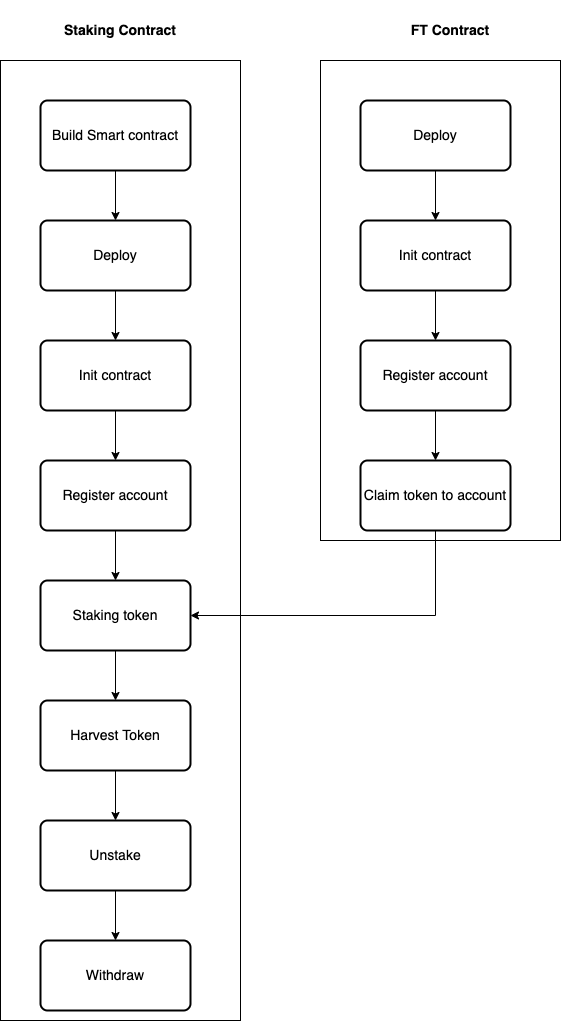 Staking Contract
Build Smart contract
Deploy
Init contract
Register account
Staking token
Harvest Token
Unstake
Withdraw
FT Contract
Deploy
Init contract
Register account
Claim token to account